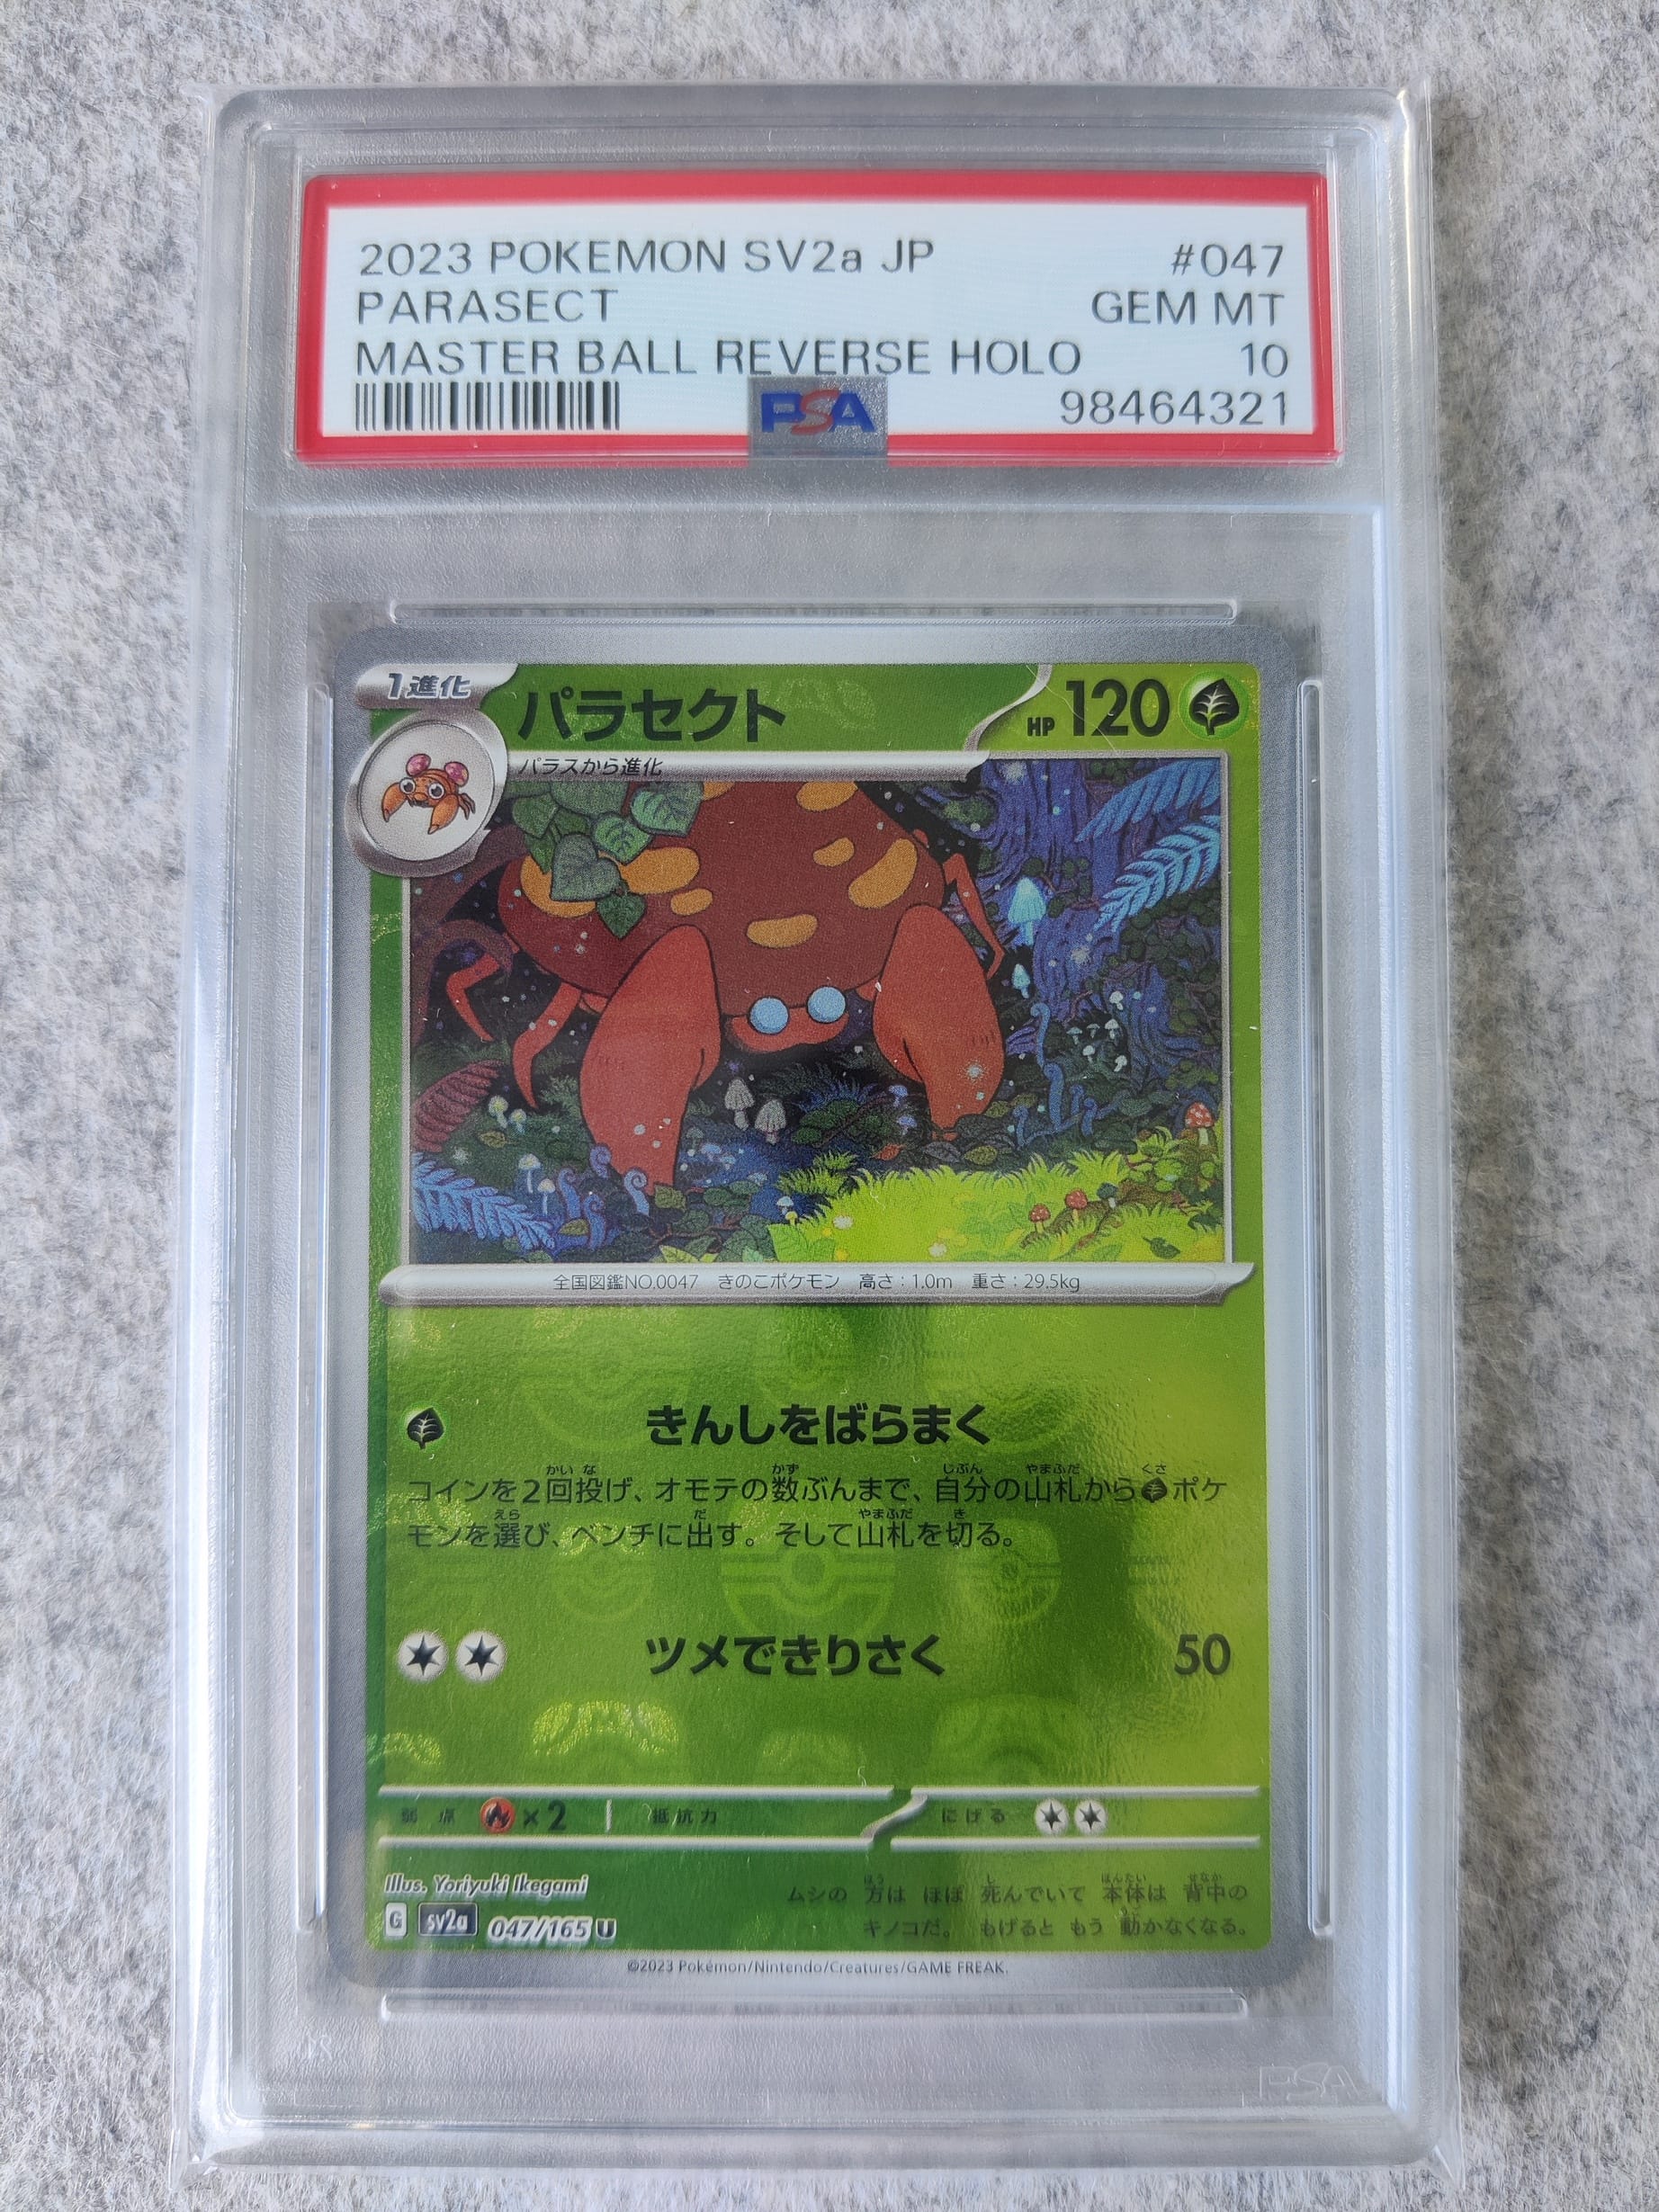 2023 POKEMON SV2a JP #047
PARASECT GEM MT
MASTER BALL REVERSE HOLO 10
PSA 98464321
1進化 パラセクト HP 120
パラスから進化
全国図鑑NO.0047 きのこポケモン 高さ：1.0m 重さ：29.5kg
きんしをばらまく
コインを2回投げ、オモテの数ぶんまで、自分の山札からポケ
モンを選び、ベンチに出す。そして山札を切る。
ツメできりさく 50
弱点 ×2 抵抗力 にげる
Illus. Yoriyuki Ikegami
ムシの 方は ほぼ 死んでいて 本体は 背中の
G sv2a 047/165 U キノコだ。 もげると もう 動かなくなる。
©2023 Pokémon/Nintendo/Creatures/GAME FREAK.
PSA